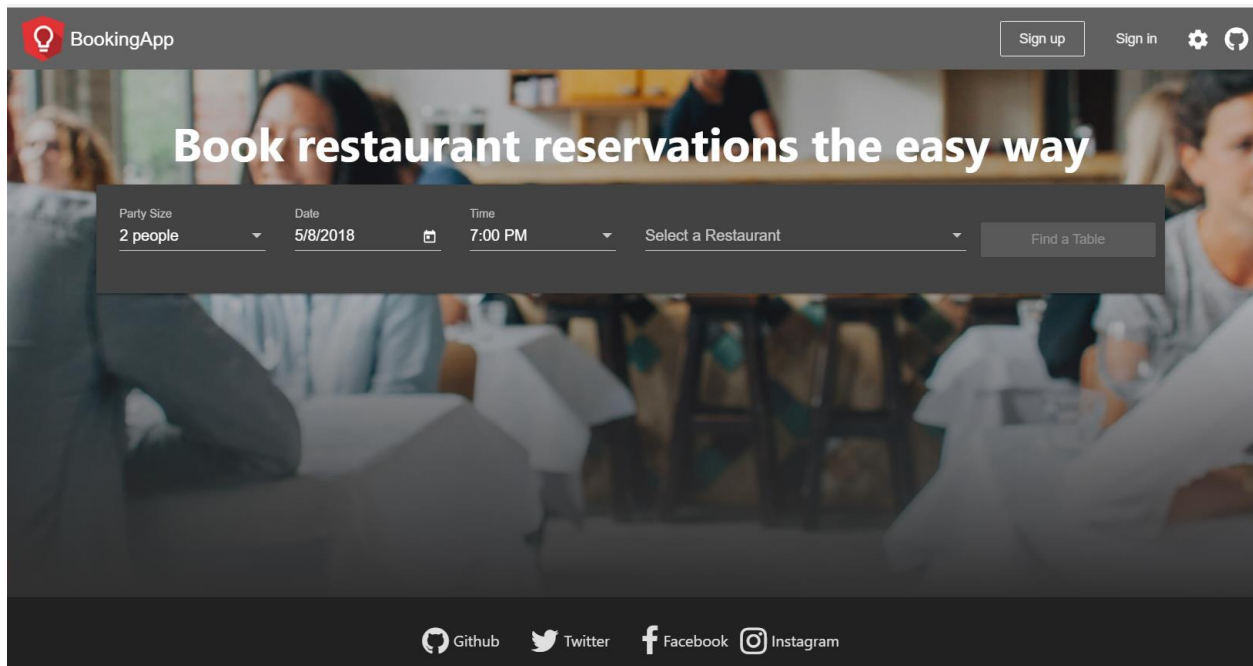 BookingApp
Sign up
Sign in
Book restaurant reservations the easy way
Party Size
2 people
Date
5/8/2018
Time
7:00 PM
Select a Restaurant
Find a Table
Github
Twitter
Facebook
Instagram